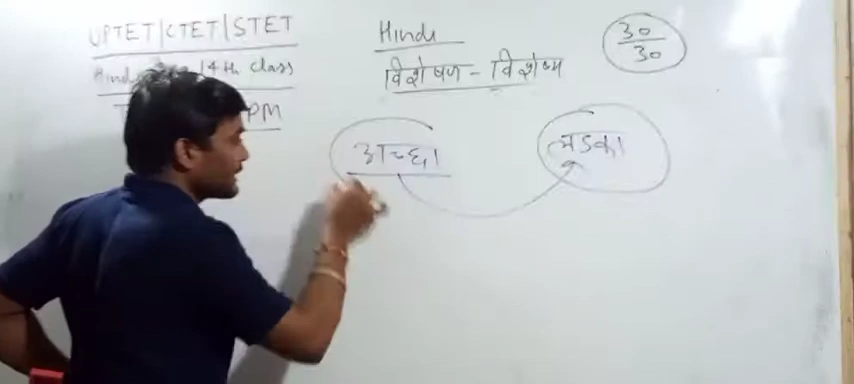 UPTET|CTET|STET
Hindi 14th class
PM
Hindi
विशेषण - विशेष्य
30
30
अच्छा
लड़का